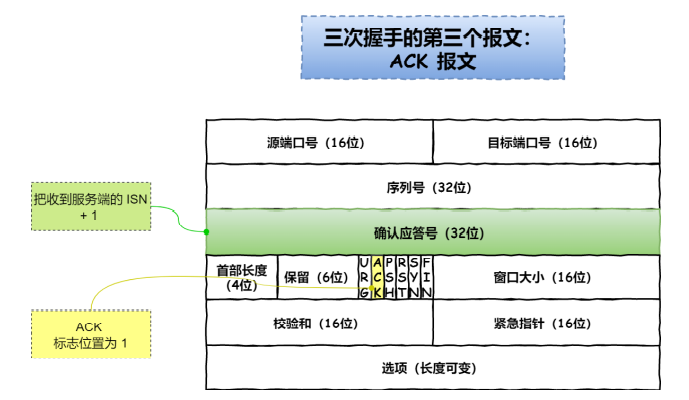 三次握手的第三个报文：
ACK 报文
源端口号（16位）
目标端口号（16位）
序列号（32位）
把收到服务端的 ISN
+ 1
确认应答号（32位）
首部长度
（4位）
保留（6位）
URG
ACK
PSH
RST
SYN
FIN
窗口大小（16位）
ACK
标志位置为 1
校验和（16位）
紧急指针（16位）
选项（长度可变）